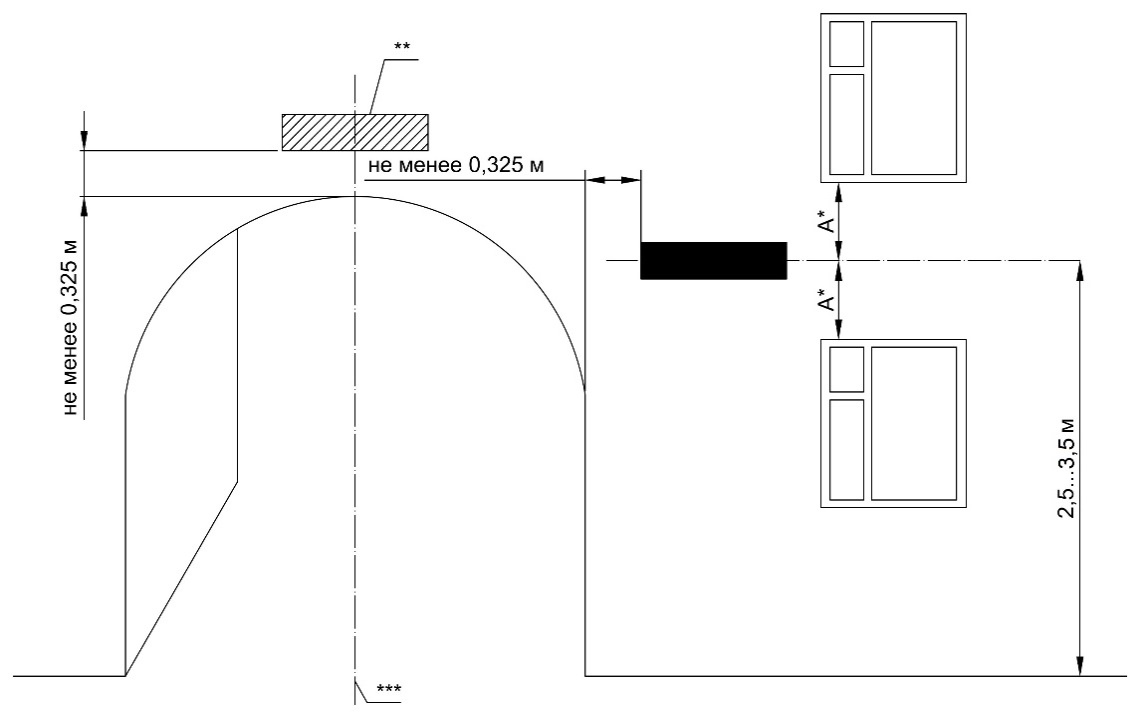 **
не менее 0,325 м
не менее 0,325 м
А*
А*
2,5...3,5 м
***